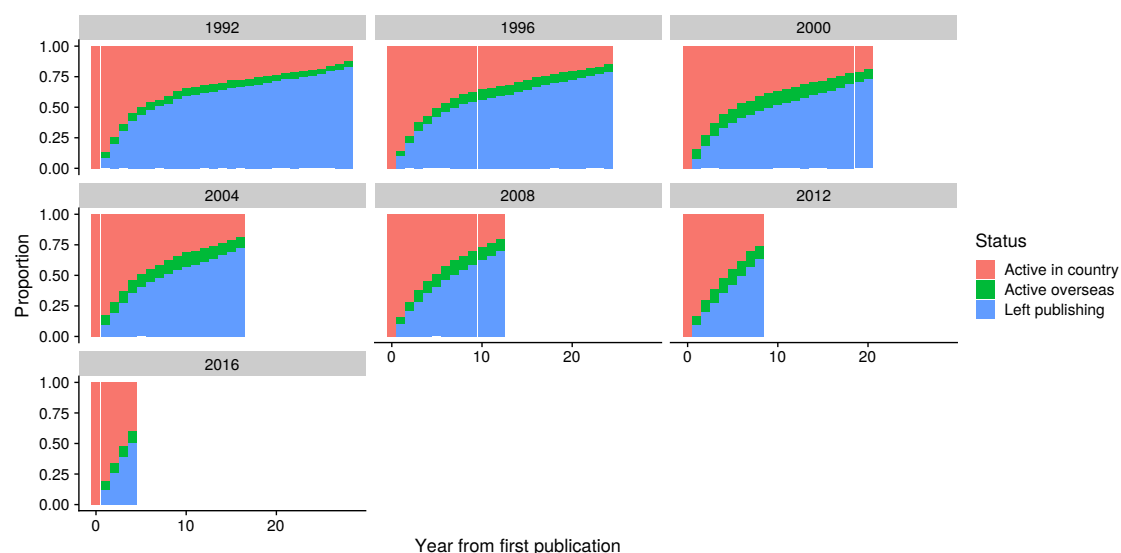 1992 1996 2000
1.00
0.75
0.50
0.25
0.00
2004 2008 2012
1.00
0.75
0.50
0.25
0.00
0 10 20 0 10 20
2016
1.00
0.75
0.50
0.25
0.00
0 10 20
Proportion
Year from first publication
Status
Active in country
Active overseas
Left publishing